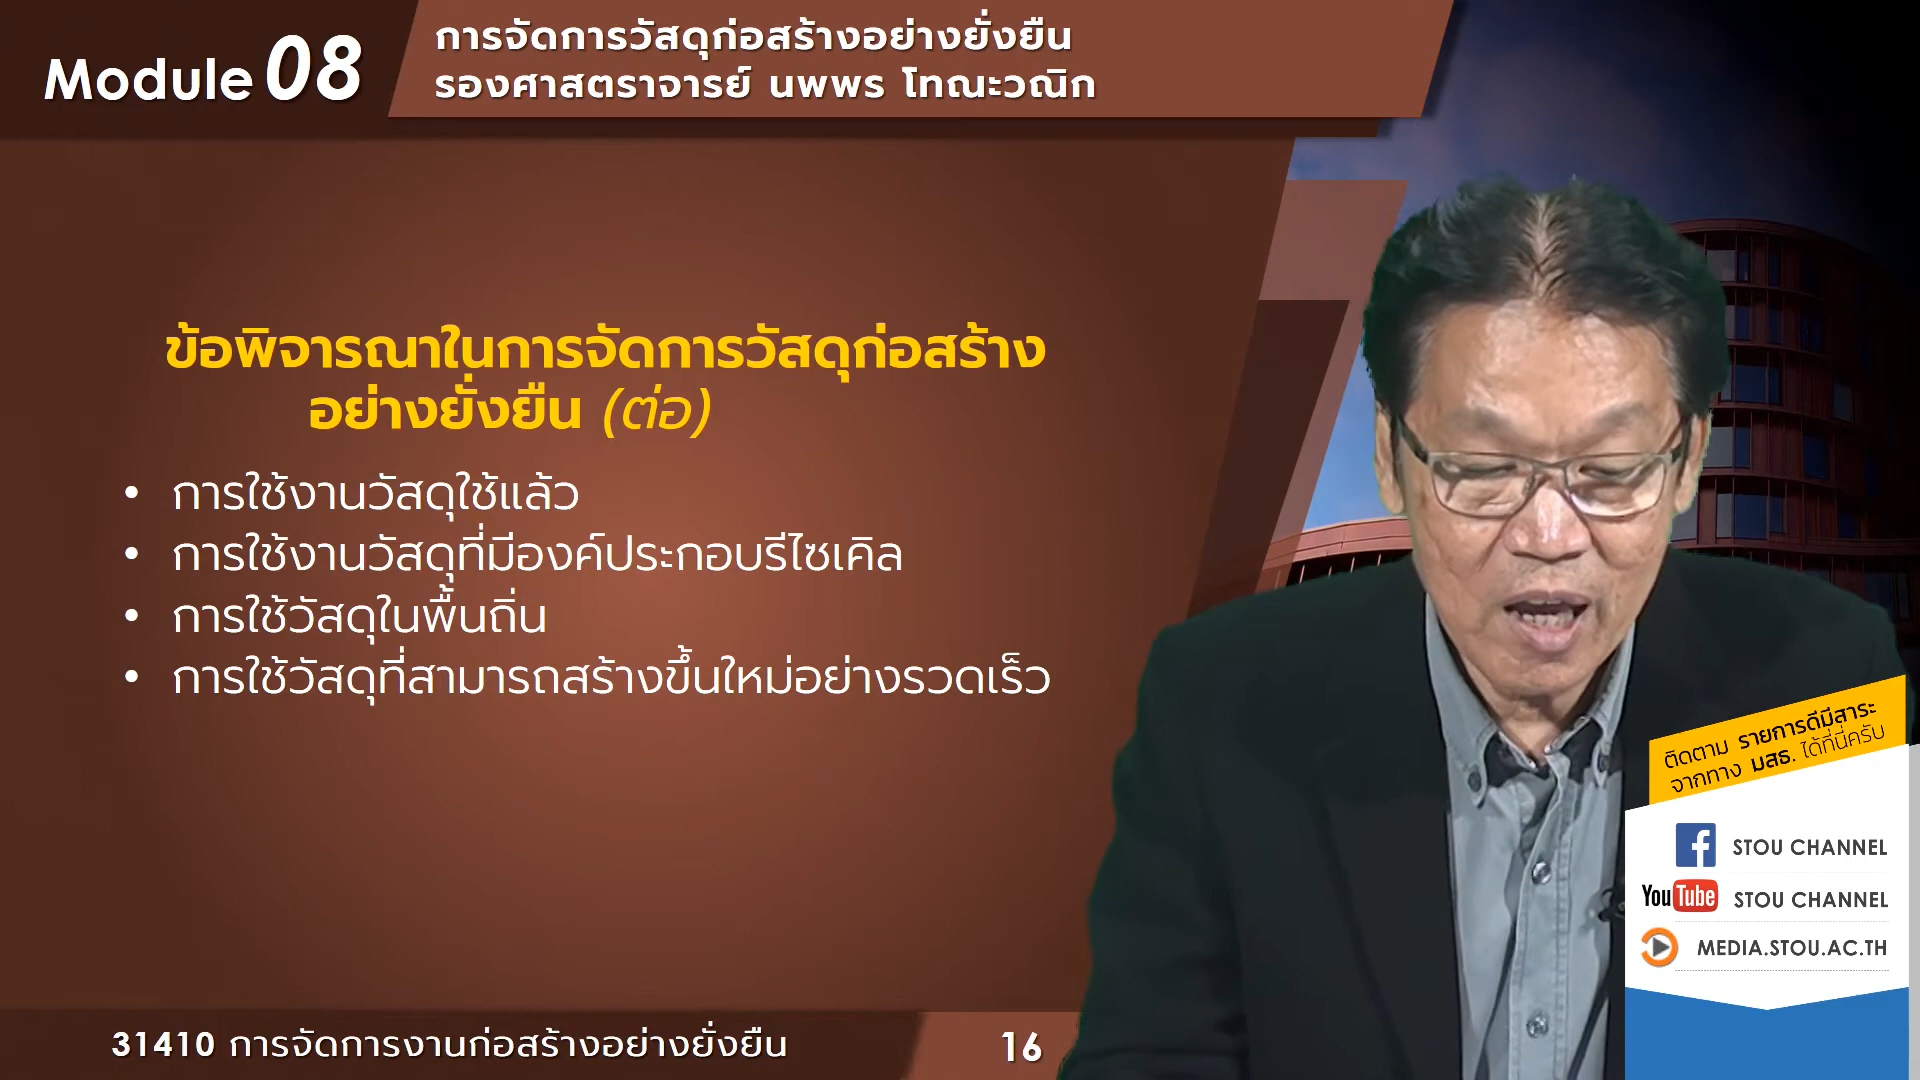 Module 08
การจัดการวัสดุก่อสร้างอย่างยั่งยืน
รองศาสตราจารย์ นพพร โทณะวณิก
ข้อพิจารณาในการจัดการวัสดุก่อสร้าง
อย่างยั่งยืน (ต่อ)
• การใช้งานวัสดุใช้แล้ว
• การใช้งานวัสดุที่มีองค์ประกอบรีไซเคิล
• การใช้วัสดุในพื้นถิ่น
• การใช้วัสดุที่สามารถสร้างขึ้นใหม่อย่างรวดเร็ว
ติดตาม รายการดีมีสาระ
จากทาง มสธ. ได้ที่นี่ครับ
f STOU CHANNEL
YouTube STOU CHANNEL
MEDIA.STOU.AC.TH
31410 การจัดการงานก่อสร้างอย่างยั่งยืน
16